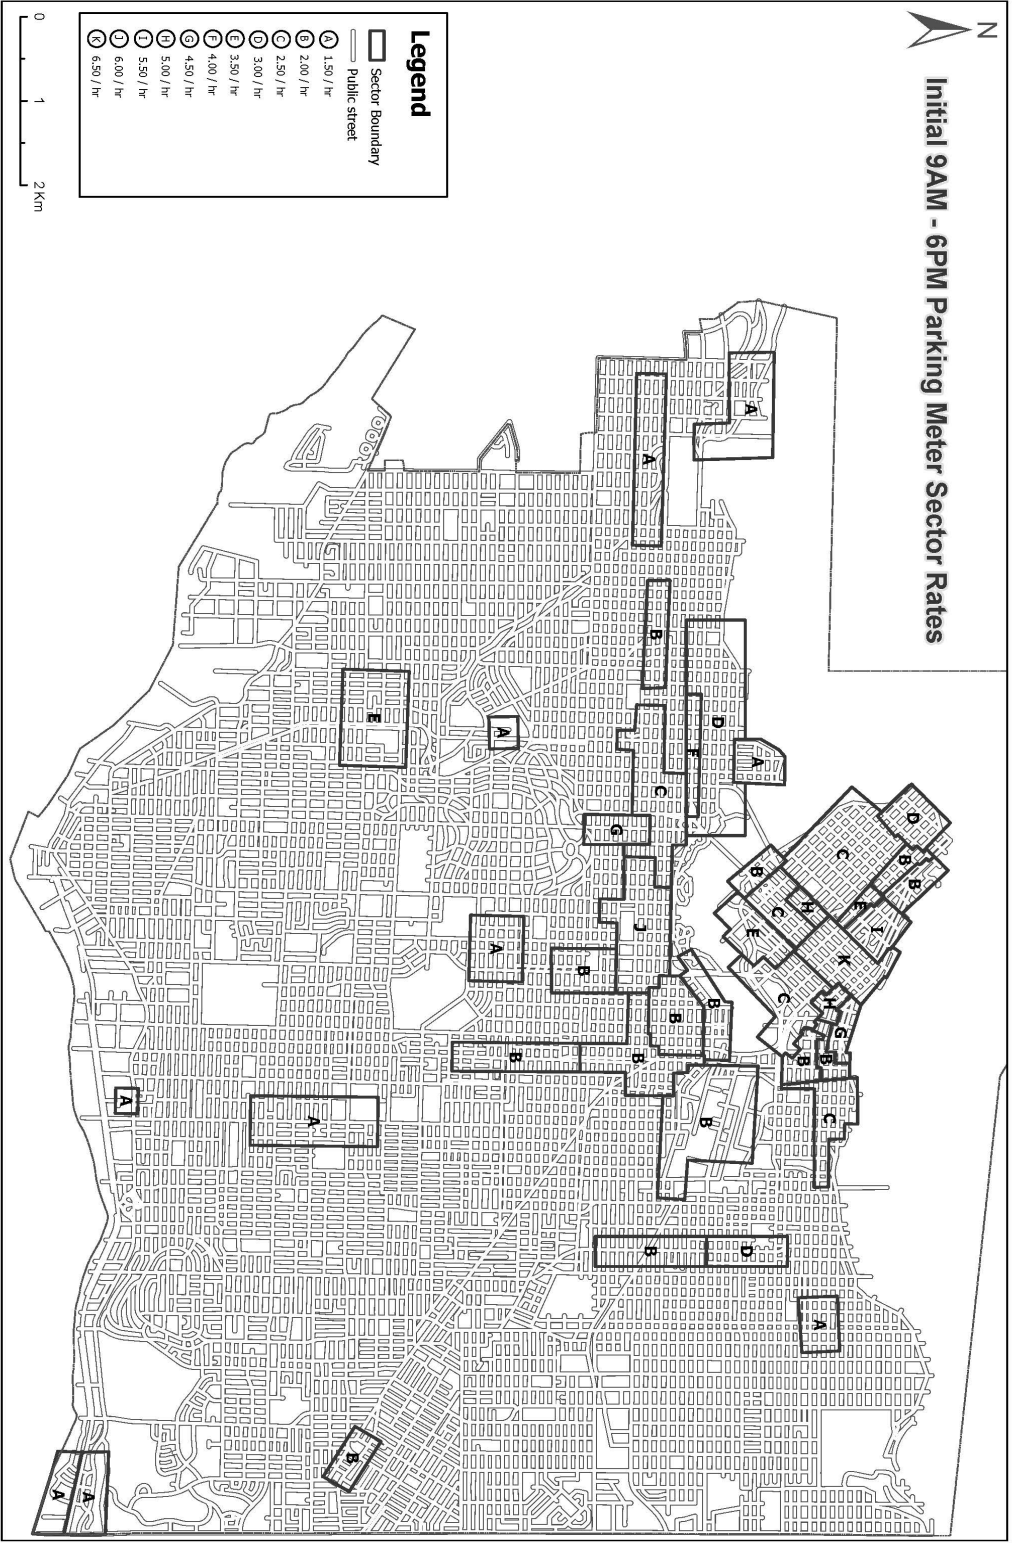 N
Initial 9AM - 6PM Parking Meter Sector Rates
D
B
B
I
E
K
C
G
H
C
B
A
H
B
C
C
A
B
E
A
D
D
B
B
F
B
C
B
B
A
J
B
G
B
B
A
A
E
B
A
A
A
A
Legend
Sector Boundary
Public street
A 1.50 / hr
B 2.00 / hr
C 2.50 / hr
D 3.00 / hr
E 3.50 / hr
F 4.00 / hr
G 4.50 / hr
H 5.00 / hr
I 5.50 / hr
J 6.00 / hr
K 6.50 / hr
0 1 2 Km